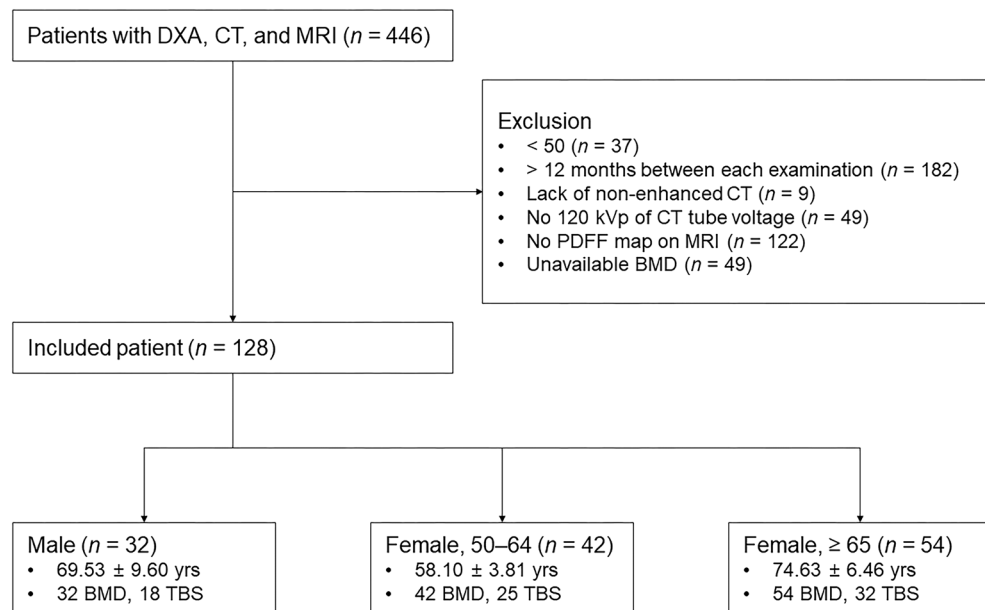 Patients with DXA, CT, and MRI (n = 446)
Exclusion
• < 50 (n = 37)
• > 12 months between each examination (n = 182)
• Lack of non-enhanced CT (n = 9)
• No 120 kVp of CT tube voltage (n = 49)
• No PDFF map on MRI (n = 122)
• Unavailable BMD (n = 49)
Included patient (n = 128)
Male (n = 32)
• 69.53 ± 9.60 yrs
• 32 BMD, 18 TBS
Female, 50–64 (n = 42)
• 58.10 ± 3.81 yrs
• 42 BMD, 25 TBS
Female, ≥ 65 (n = 54)
• 74.63 ± 6.46 yrs
• 54 BMD, 32 TBS